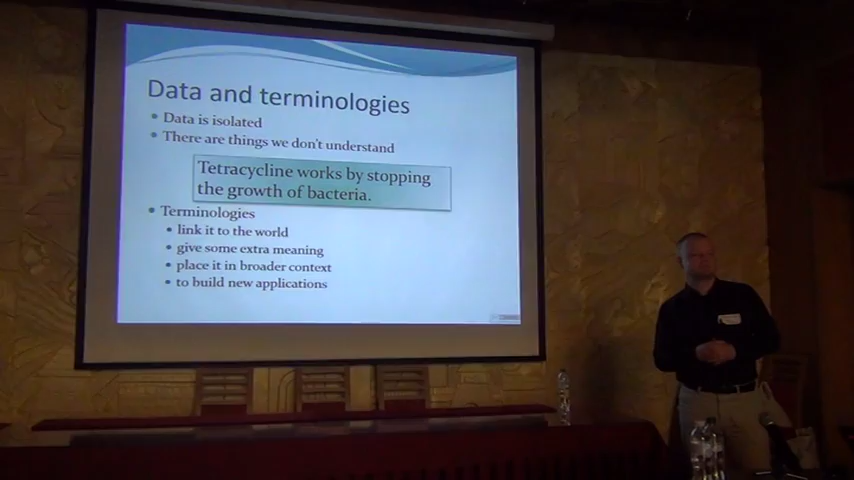 Data and terminologies
• Data is isolated
• There are things we don't understand
Tetracycline works by stopping
the growth of bacteria.
• Terminologies
• link it to the world
• give some extra meaning
• place it in broader context
• to build new applications